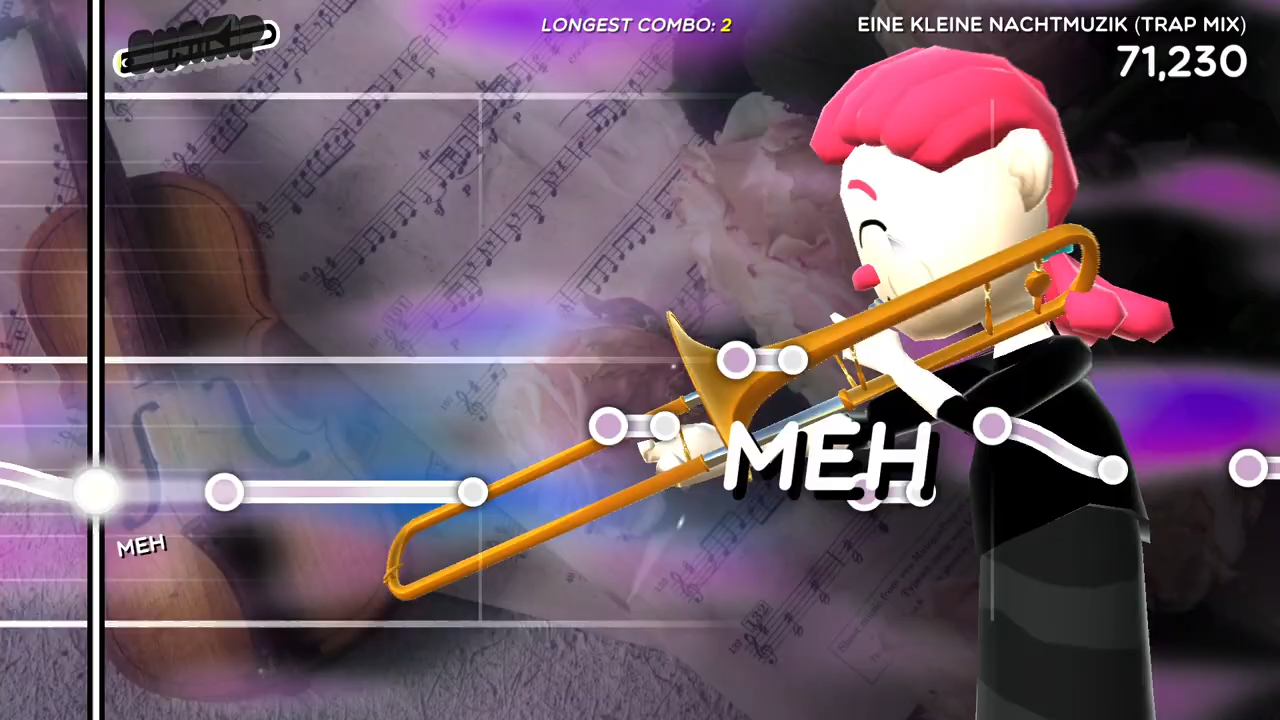 LONGEST COMBO: 2
EINE KLEINE NACHTMUZIK (TRAP MIX)
71,230
MEH
MEH